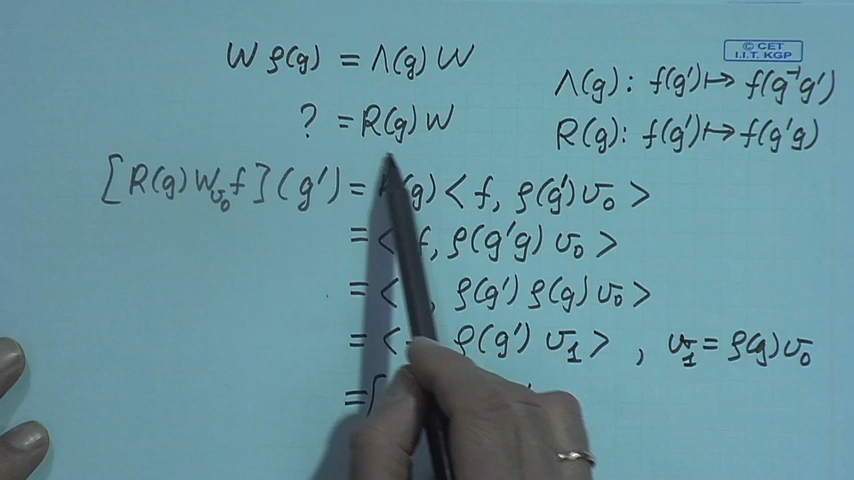 W ρ(g) = Λ(g) W
© CET
I.I.T. KGP
Λ(g) : f(g') ↦ f(g⁻¹g')
? = R(g) W
R(g) : f(g') ↦ f(g'g)
[R(g) W_{v₀} f](g') = (g) < f, ρ(g') v₀ >
= < f, ρ(g'g) v₀ >
= < , ρ(g') ρ(g) v₀ >
= < ρ(g') v₁ > , v₁ = ρ(g) v₀
= [